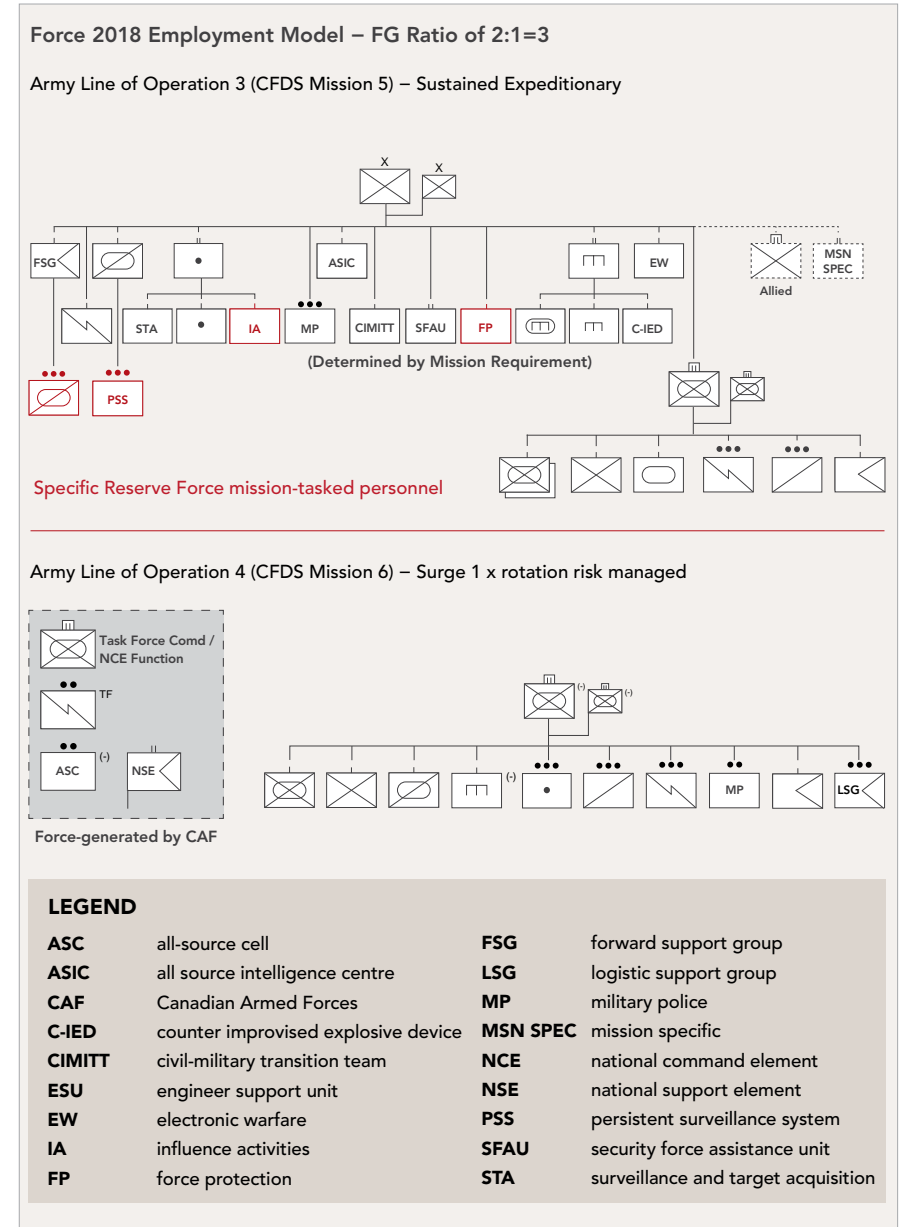 Force 2018 Employment Model – FG Ratio of 2:1=3
Army Line of Operation 3 (CFDS Mission 5) – Sustained Expeditionary
X
X
FSG
ASIC
EW
MSN
SPEC
Allied
STA
IA
MP
CIMITT
SFAU
FP
C-IED
(Determined by Mission Requirement)
PSS
Specific Reserve Force mission-tasked personnel
Army Line of Operation 4 (CFDS Mission 6) – Surge 1 x rotation risk managed
Task Force Comd /
NCE Function
TF
(-)
(-)
ASC
(-)
NSE
(-)
MP
LSG
Force-generated by CAF
LEGEND
ASC all-source cell
ASIC all source intelligence centre
CAF Canadian Armed Forces
C-IED counter improvised explosive device
CIMITT civil-military transition team
ESU engineer support unit
EW electronic warfare
IA influence activities
FP force protection
FSG forward support group
LSG logistic support group
MP military police
MSN SPEC mission specific
NCE national command element
NSE national support element
PSS persistent surveillance system
SFAU security force assistance unit
STA surveillance and target acquisition